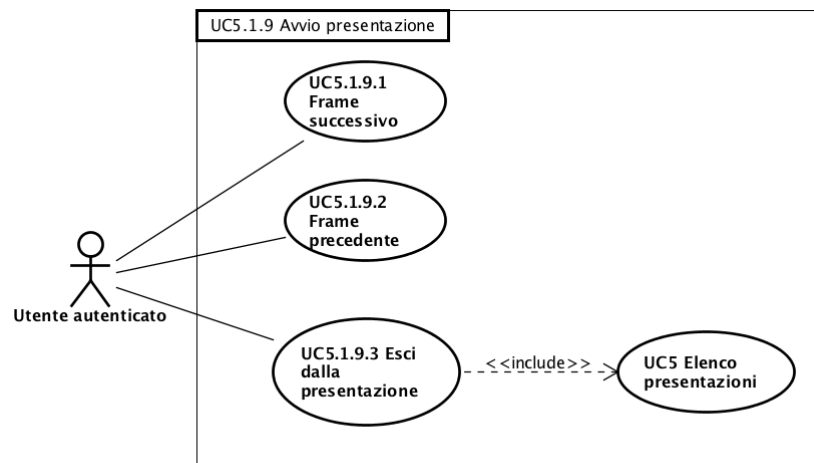 UC5.1.9 Avvio presentazione
UC5.1.9.1
Frame
successivo
UC5.1.9.2
Frame
precedente
Utente autenticato
UC5.1.9.3 Esci
dalla
presentazione
<<include>>
UC5 Elenco
presentazioni